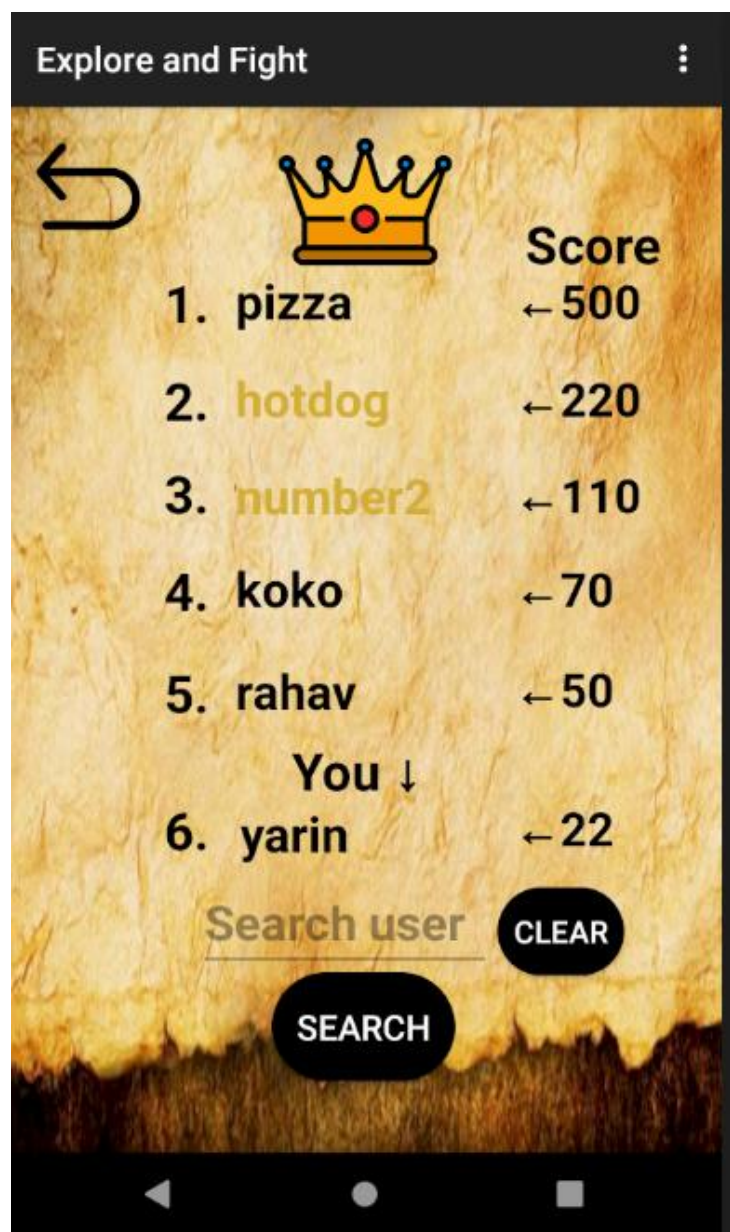 Explore and Fight
Score
1. pizza ←500
2. hotdog ←220
3. number2 ←110
4. koko ←70
5. rahav ←50
You ↓
6. yarin ←22
Search user CLEAR
SEARCH